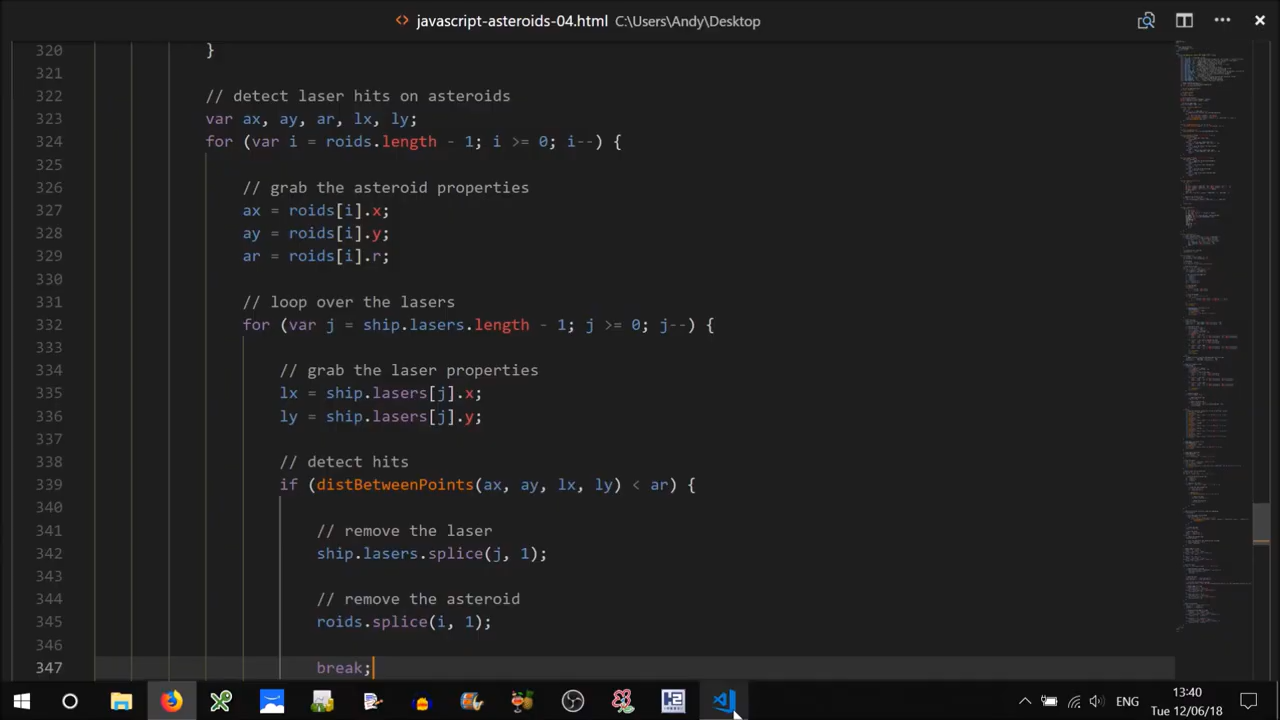 javascript-asteroids-04.html C:\Users\Andy\Desktop
320 }
321
322 // detect laser hits on asteroids
323 var ax, ay, ar, lx, ly;
324 for (var i = roids.length - 1; i >= 0; i--) {
325
326 // grab the asteroid properties
327 ax = roids[i].x;
328 ay = roids[i].y;
329 ar = roids[i].r;
330
331 // loop over the lasers
332 for (var j = ship.lasers.length - 1; j >= 0; j--) {
333
334 // grab the laser properties
335 lx = ship.lasers[j].x;
336 ly = ship.lasers[j].y;
337
338 // detect hits
339 if (distBetweenPoints(ax, ay, lx, ly) < ar) {
340
341 // remove the laser
342 ship.lasers.splice(j, 1);
343
344 // remove the asteroid
345 roids.splice(i, 1);
346
347 break;
ENG
13:40
Tue 12/06/18